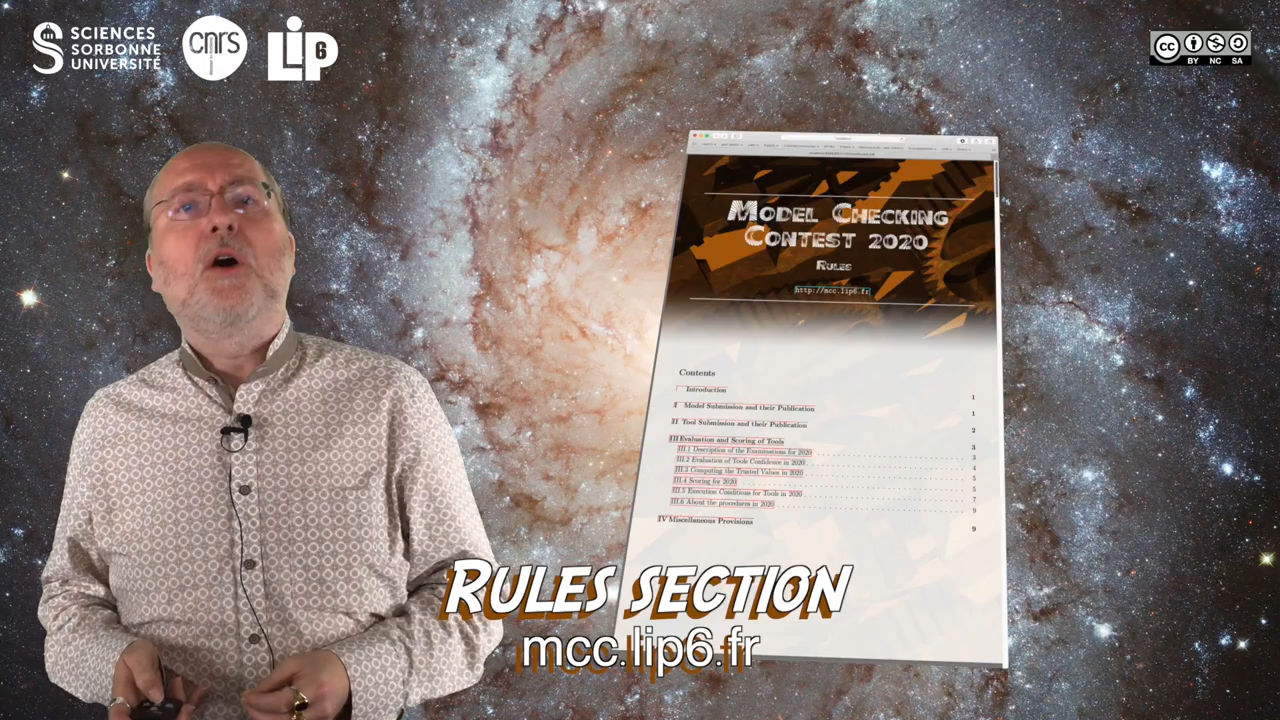 SCIENCES
SORBONNE
UNIVERSITÉ
cnrs
LIP6
cc
BY NC SA
MODEL CHECKING
CONTEST 2020
RULES
http://mcc.lip6.fr
Contents
Introduction 1
Model Submission and their Publication 1
II Tool Submission and their Publication 2
III Evaluation and Scoring of Tools 3
III.1 Description of the Examinations for 2020 3
III.2 Evaluation of Tools Confidence in 2020 4
III.3 Computing the Trusted Values in 2020 5
III.4 Scoring for 2020 5
III.5 Execution Conditions for Tools in 2020 7
III.6 About the procedures in 2020 9
IV Miscellaneous Provisions 9
RULES SECTION
mcc.lip6.fr